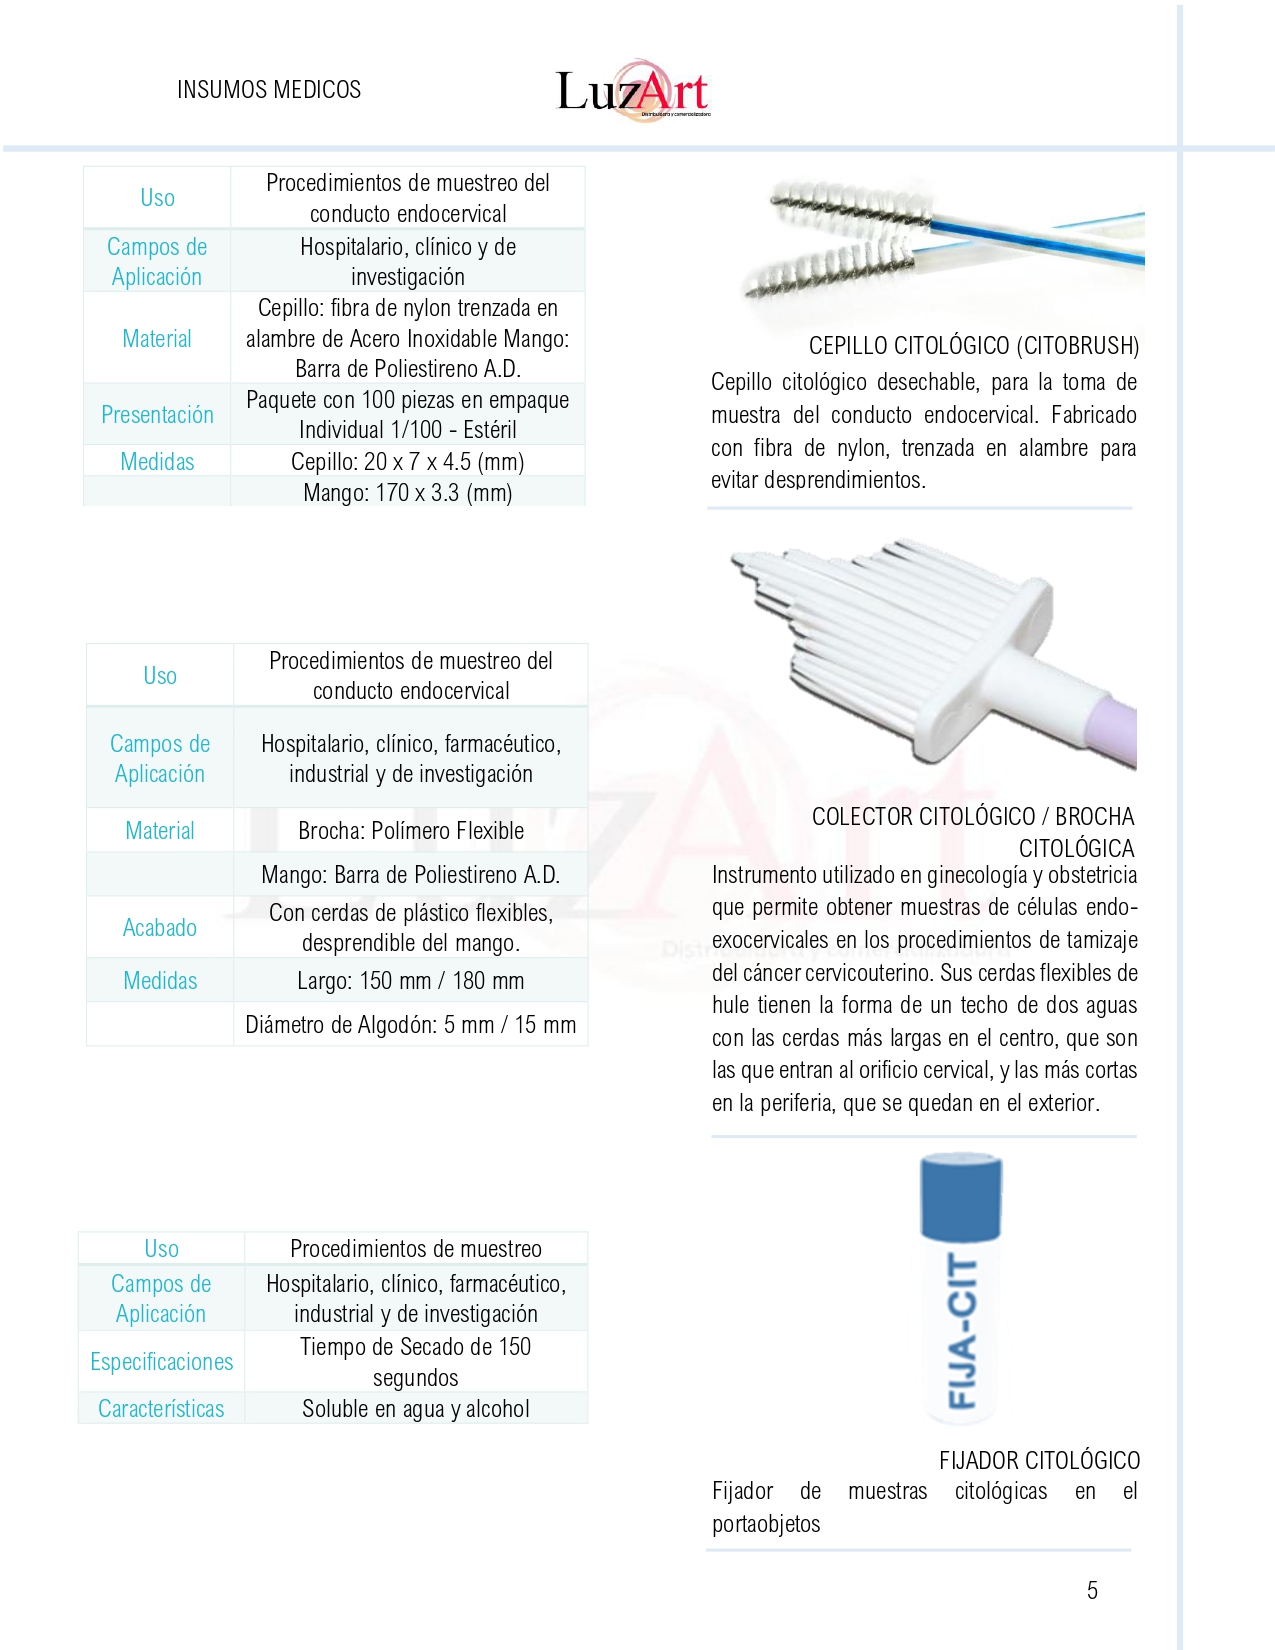 INSUMOS MEDICOS
LuzArt
Distribuidora y comercializadora
Uso
Procedimientos de muestreo del
conducto endocervical
Campos de
Aplicación
Hospitalario, clínico y de
investigación
Material
Cepillo: fibra de nylon trenzada en
alambre de Acero Inoxidable Mango:
Barra de Poliestireno A.D.
Presentación
Paquete con 100 piezas en empaque
Individual 1/100 - Estéril
Medidas
Cepillo: 20 x 7 x 4.5 (mm)
Mango: 170 x 3.3 (mm)
CEPILLO CITOLÓGICO (CITOBRUSH)
Cepillo citológico desechable, para la toma de
muestra del conducto endocervical. Fabricado
con fibra de nylon, trenzada en alambre para
evitar desprendimientos.
Uso
Procedimientos de muestreo del
conducto endocervical
Campos de
Aplicación
Hospitalario, clínico, farmacéutico,
industrial y de investigación
Material
Brocha: Polímero Flexible
Mango: Barra de Poliestireno A.D.
Acabado
Con cerdas de plástico flexibles,
desprendible del mango.
Medidas
Largo: 150 mm / 180 mm
Diámetro de Algodón: 5 mm / 15 mm
LuzArt
Distribuidora y comercializadora
COLECTOR CITOLÓGICO / BROCHA
CITOLÓGICA
Instrumento utilizado en ginecología y obstetricia
que permite obtener muestras de células endo-
exocervicales en los procedimientos de tamizaje
del cáncer cervicouterino. Sus cerdas flexibles de
hule tienen la forma de un techo de dos aguas
con las cerdas más largas en el centro, que son
las que entran al orificio cervical, y las más cortas
en la periferia, que se quedan en el exterior.
Uso
Procedimientos de muestreo
Campos de
Aplicación
Hospitalario, clínico, farmacéutico,
industrial y de investigación
Especificaciones
Tiempo de Secado de 150
segundos
Características
Soluble en agua y alcohol
FIJA-CIT
FIJADOR CITOLÓGICO
Fijador de muestras citológicas en el
portaobjetos
5